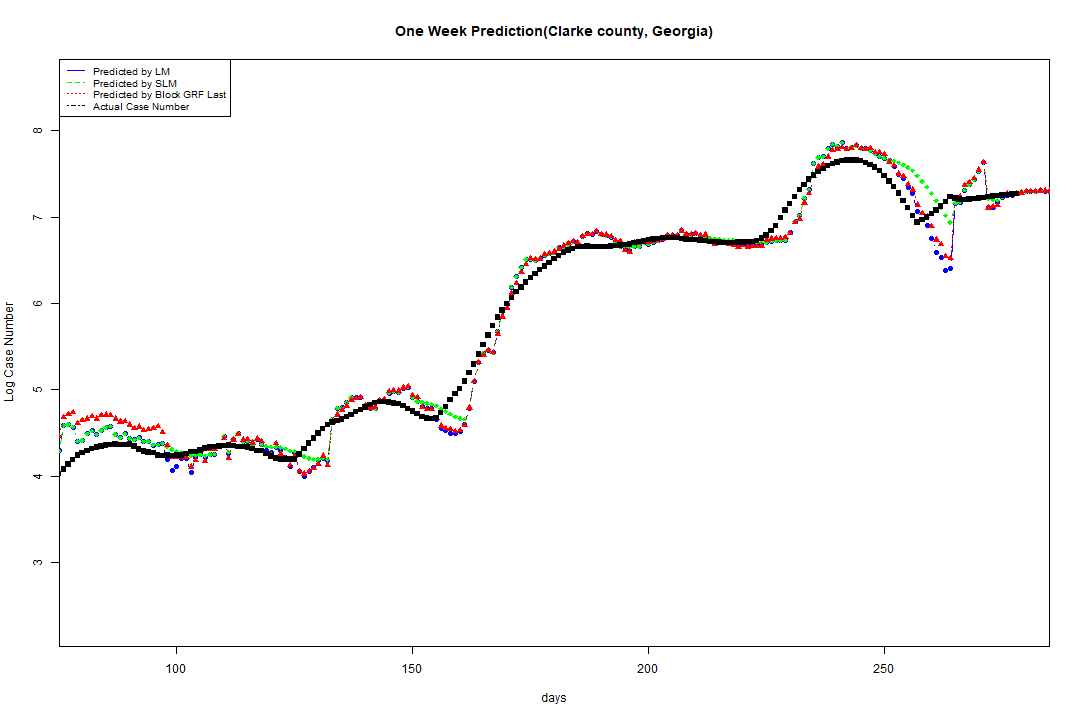 One Week Prediction(Clarke county, Georgia)
Predicted by LM
Predicted by SLM
Predicted by Block GRF Last
Actual Case Number
8
7
6
5
4
3
Log Case Number
100 150 200 250
days